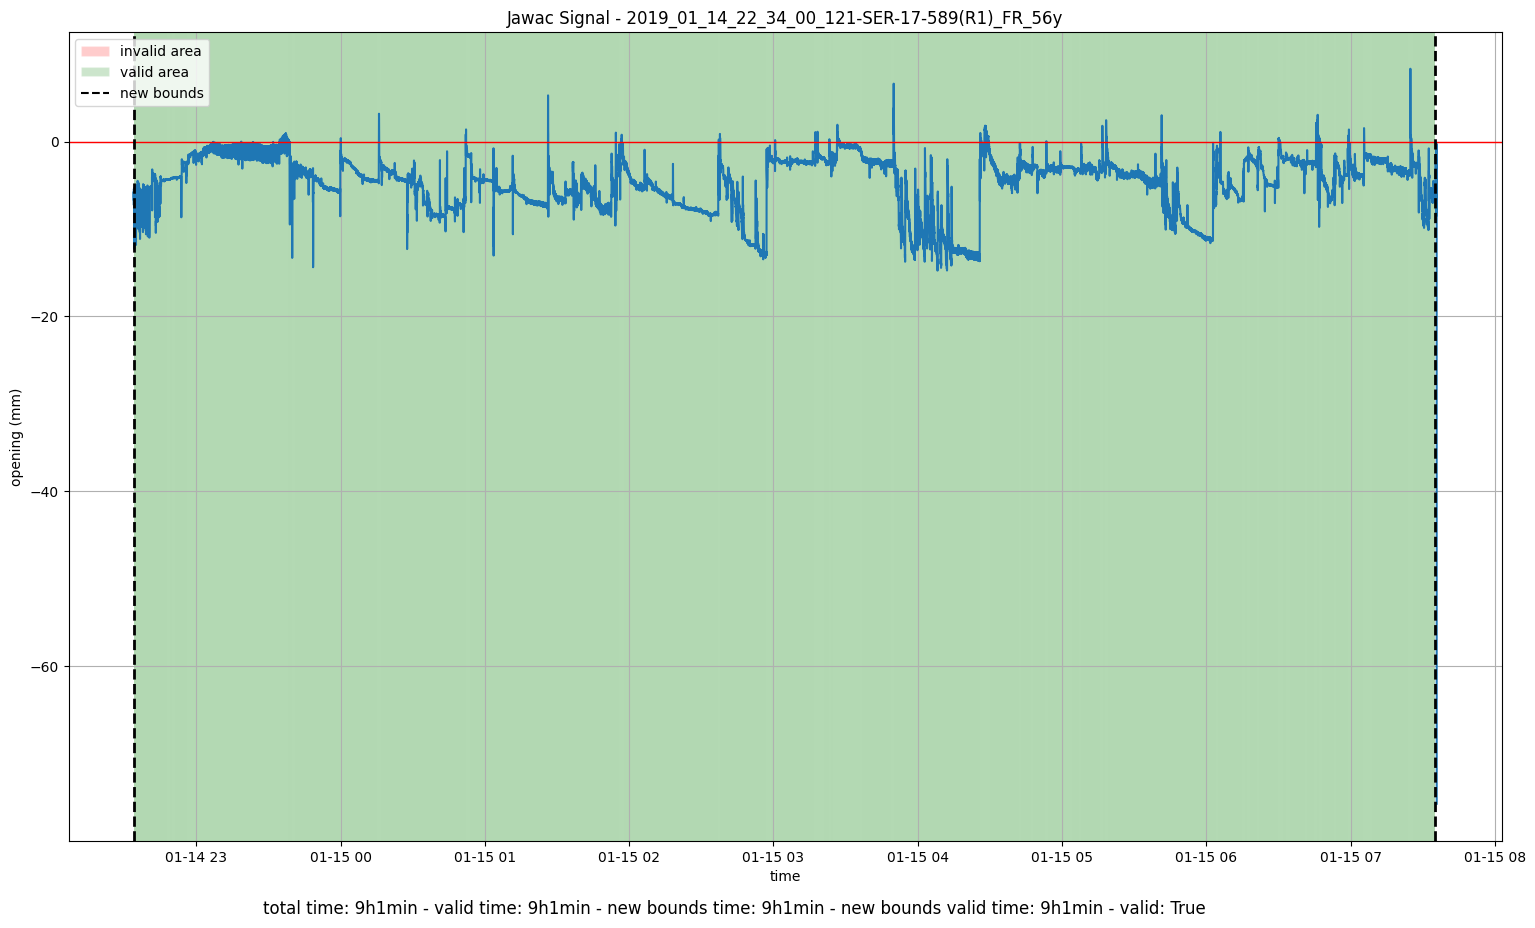 Jawac Signal - 2019_01_14_22_34_00_121-SER-17-589(R1)_FR_56y
invalid area
valid area
new bounds
0
−20
−40
−60
opening (mm)
01-14 23
01-15 00
01-15 01
01-15 02
01-15 03
01-15 04
01-15 05
01-15 06
01-15 07
01-15 08
time
total time: 9h1min - valid time: 9h1min - new bounds time: 9h1min - new bounds valid time: 9h1min - valid: True